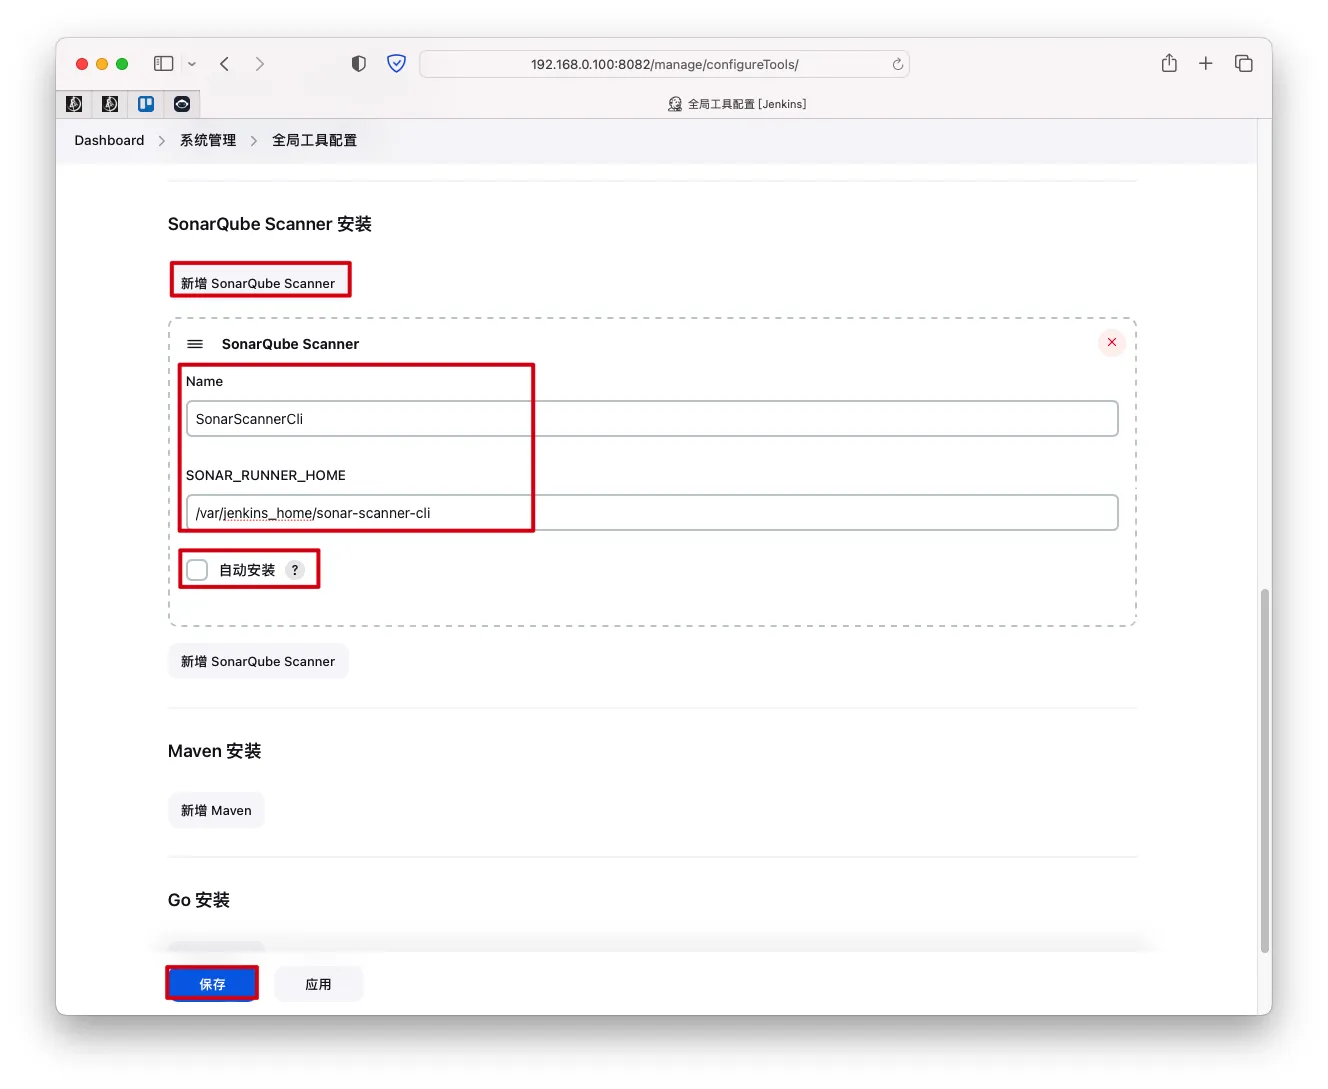 192.168.0.100:8082/manage/configureTools/
全局工具配置 [Jenkins]
Dashboard 系统管理 全局工具配置
SonarQube Scanner 安装
新增 SonarQube Scanner
SonarQube Scanner
Name
SonarScannerCli
SONAR_RUNNER_HOME
/var/jenkins_home/sonar-scanner-cli
自动安装 ?
新增 SonarQube Scanner
Maven 安装
新增 Maven
Go 安装
保存 应用